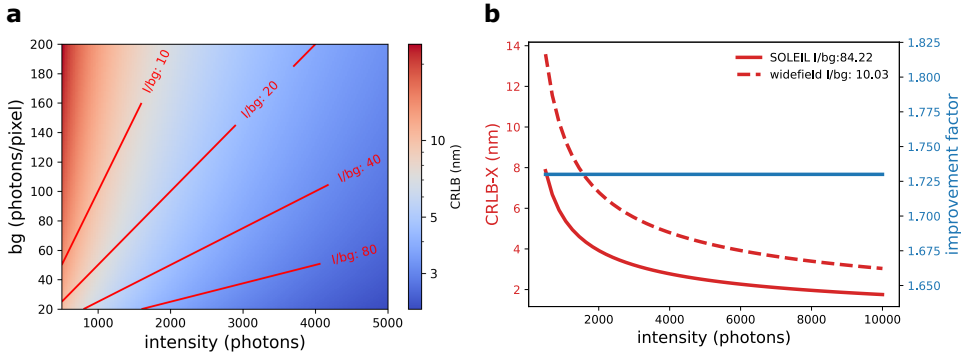 a
200
180
160
140
120
100
80
60
40
20
bg (photons/pixel)
I/bg: 10
I/bg: 20
I/bg: 40
I/bg: 80
1000
2000
3000
4000
5000
intensity (photons)
10
5
3
CRLB (nm)
b
14
12
10
8
6
4
2
CRLB-X (nm)
SOLEIL I/bg:84.22
widefield I/bg: 10.03
2000
4000
6000
8000
10000
intensity (photons)
1.825
1.800
1.775
1.750
1.725
1.700
1.675
1.650
improvement factor